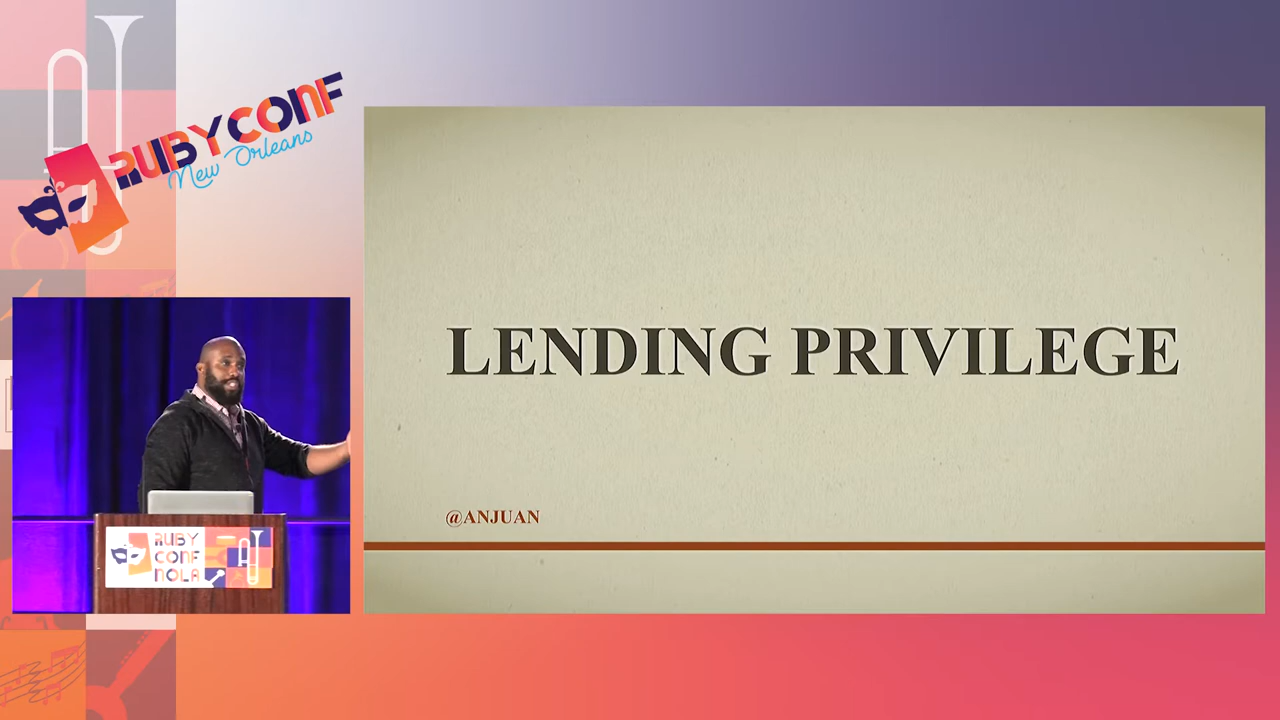 RUBYCONF
New Orleans
LENDING PRIVILEGE
@ANJUAN
RUBY
CONF
NOLA